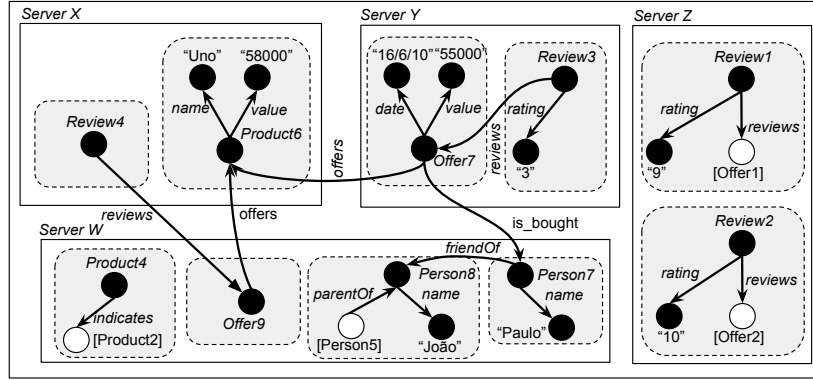 Server X
Server Y
Server Z
"Uno"
"58000"
name
value
Product6
Review4
"16/6/10"
"55000"
date
value
Offer7
Review3
rating
reviews
"3"
offers
Review1
rating
reviews
"9"
[Offer1]
reviews
offers
is_bought
Server W
Product4
indicates
[Product2]
Offer9
friendOf
Person8
parentOf
name
[Person5]
"João"
Person7
name
"Paulo"
Review2
rating
reviews
"10"
[Offer2]